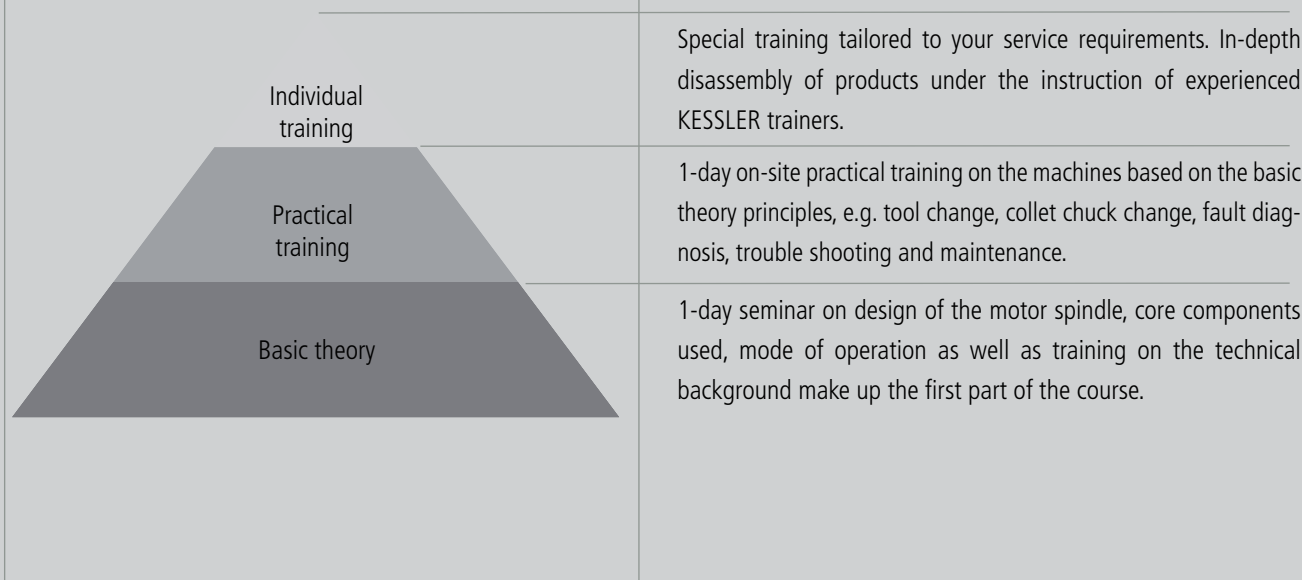 Individual
training
Special training tailored to your service requirements. In-depth
disassembly of products under the instruction of experienced
KESSLER trainers.
Practical
training
1-day on-site practical training on the machines based on the basic
theory principles, e.g. tool change, collet chuck change, fault diag-
nosis, trouble shooting and maintenance.
Basic theory
1-day seminar on design of the motor spindle, core components
used, mode of operation as well as training on the technical
background make up the first part of the course.